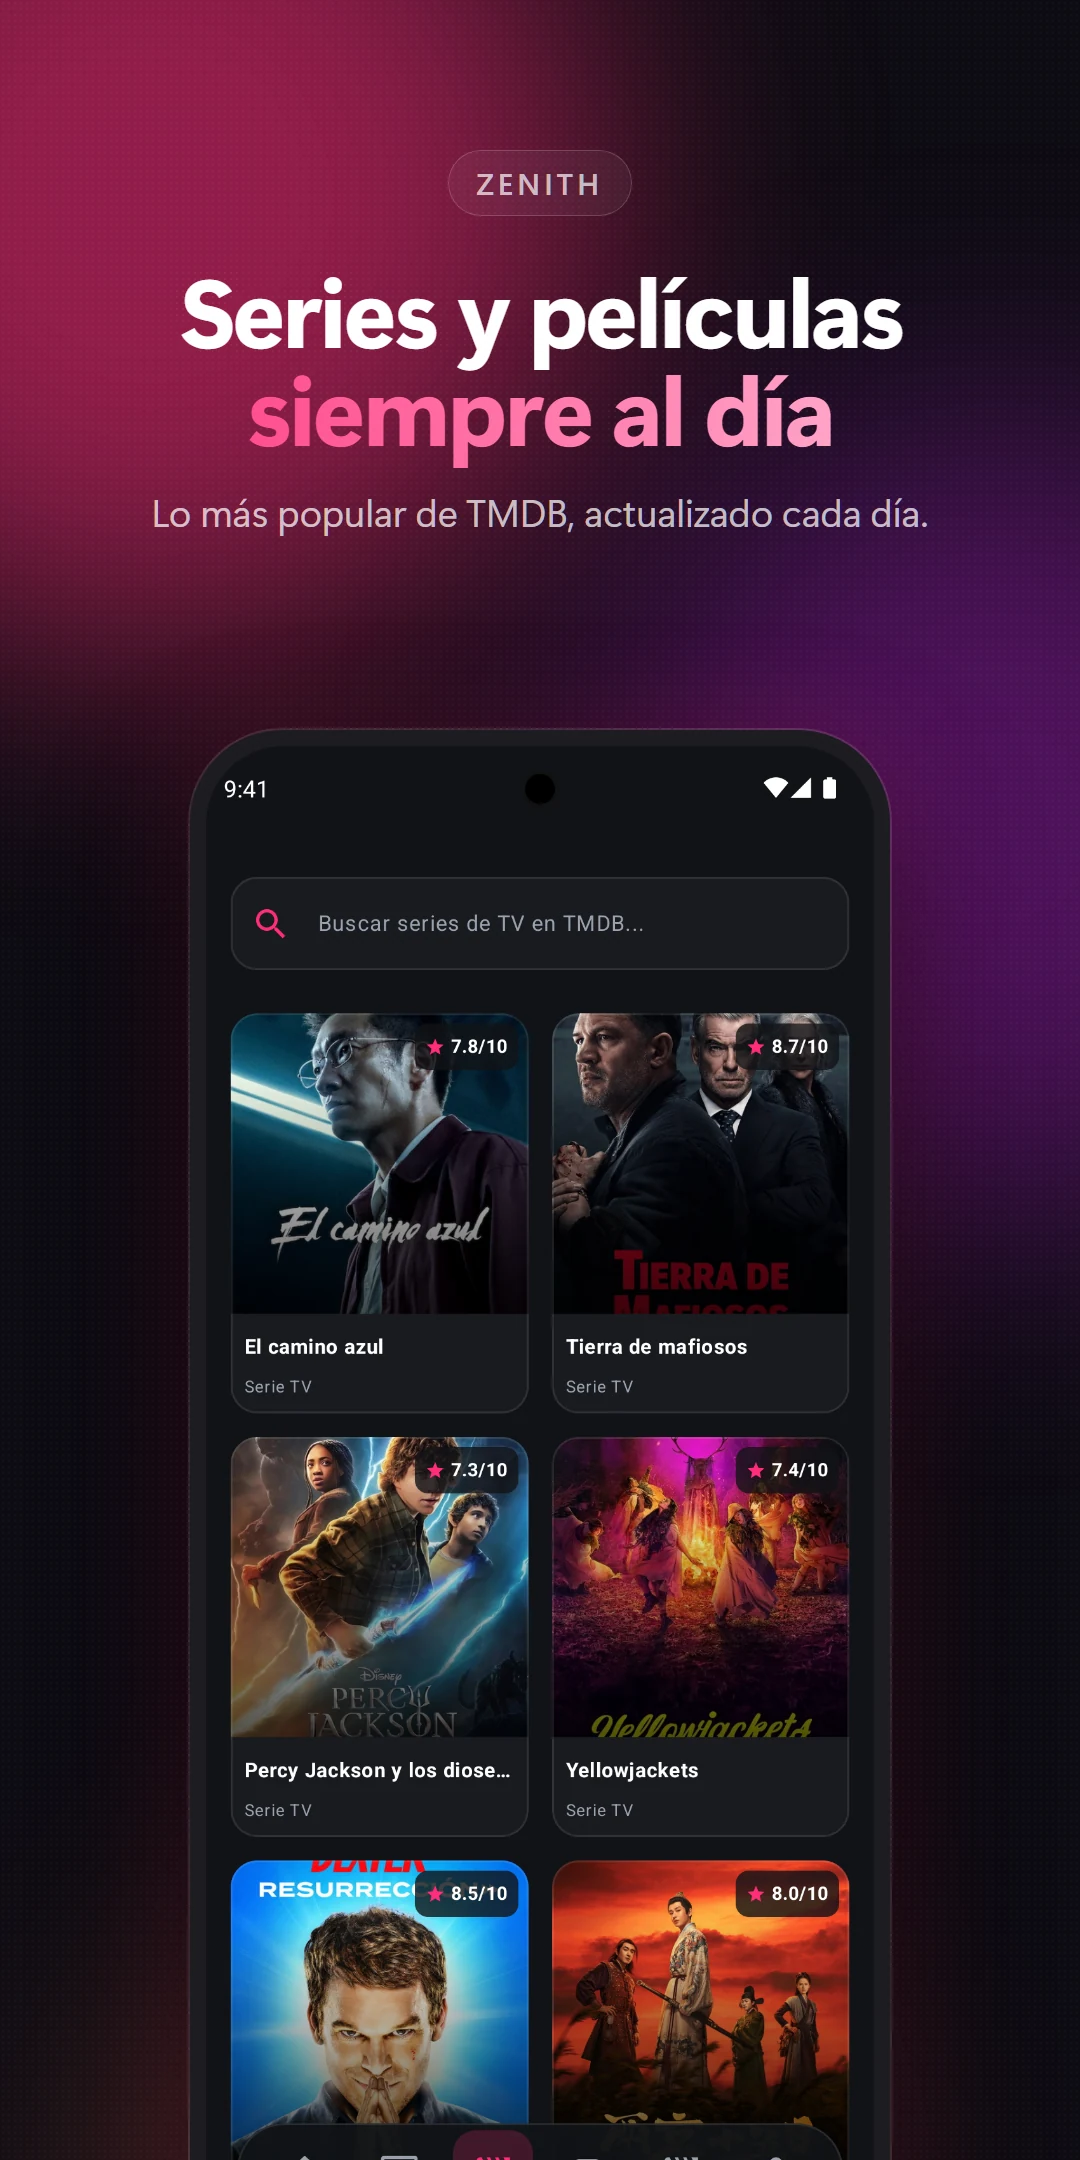 ZENITH
Series y películas
siempre al día
Lo más popular de TMDB, actualizado cada día.
9:41
Buscar series de TV en TMDB...
7.8/10
8.7/10
El camino azul
TIERRA DE
MAFIOSOS
El camino azul
Tierra de mafiosos
Serie TV
Serie TV
7.3/10
7.4/10
Disney
PERCY
JACKSON
Yellowjackets
Percy Jackson y los diose...
Yellowjackets
Serie TV
Serie TV
DEXTER
8.5/10
8.0/10